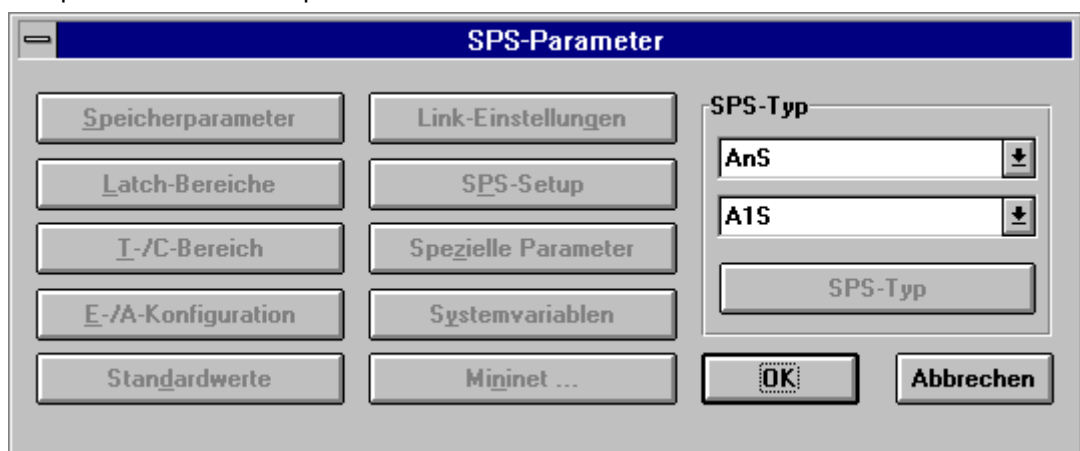 SPS-Parameter
Speicherparameter
Link-Einstellungen
SPS-Typ
AnS
Latch-Bereiche
SPS-Setup
A1S
T-/C-Bereich
Spezielle Parameter
SPS-Typ
E-/A-Konfiguration
Systemvariablen
Standardwerte
Mininet ...
OK
Abbrechen